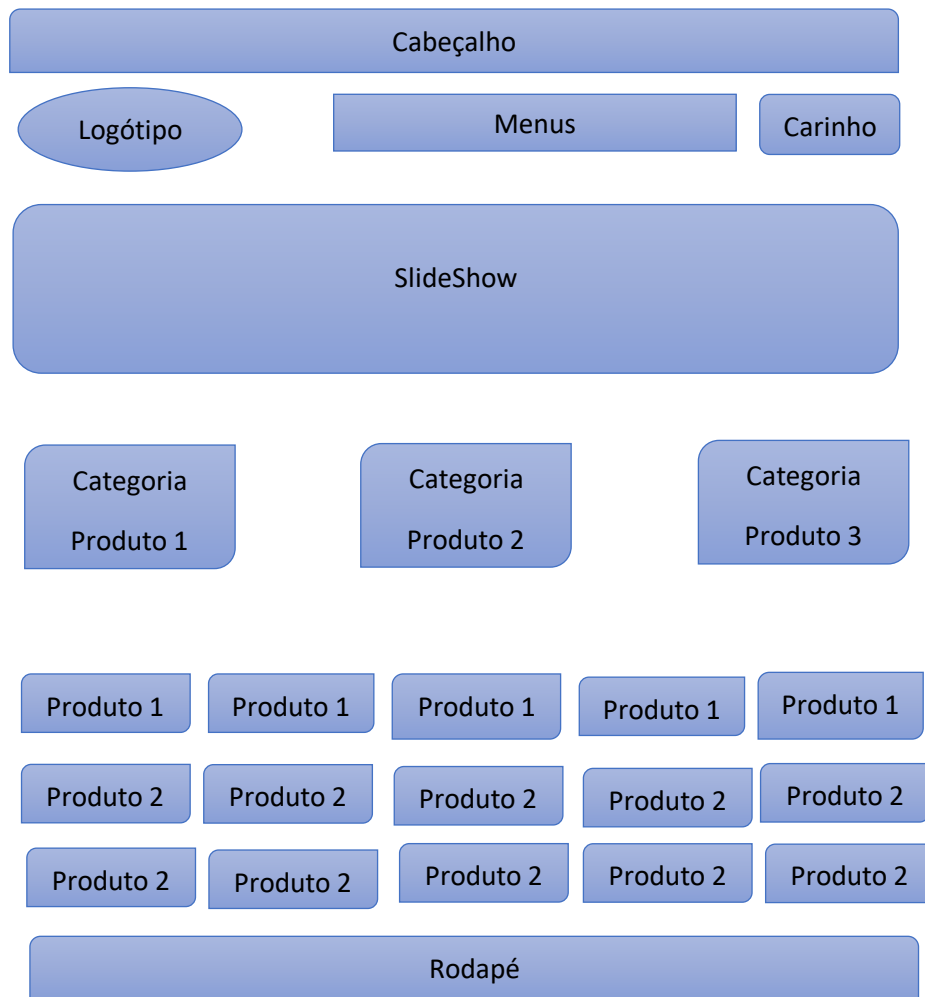 Cabeçalho
Logótipo
Menus
Carinho
SlideShow
Categoria
Produto 1
Categoria
Produto 2
Categoria
Produto 3
Produto 1
Produto 1
Produto 1
Produto 1
Produto 1
Produto 2
Produto 2
Produto 2
Produto 2
Produto 2
Produto 2
Produto 2
Produto 2
Produto 2
Produto 2
Rodapé